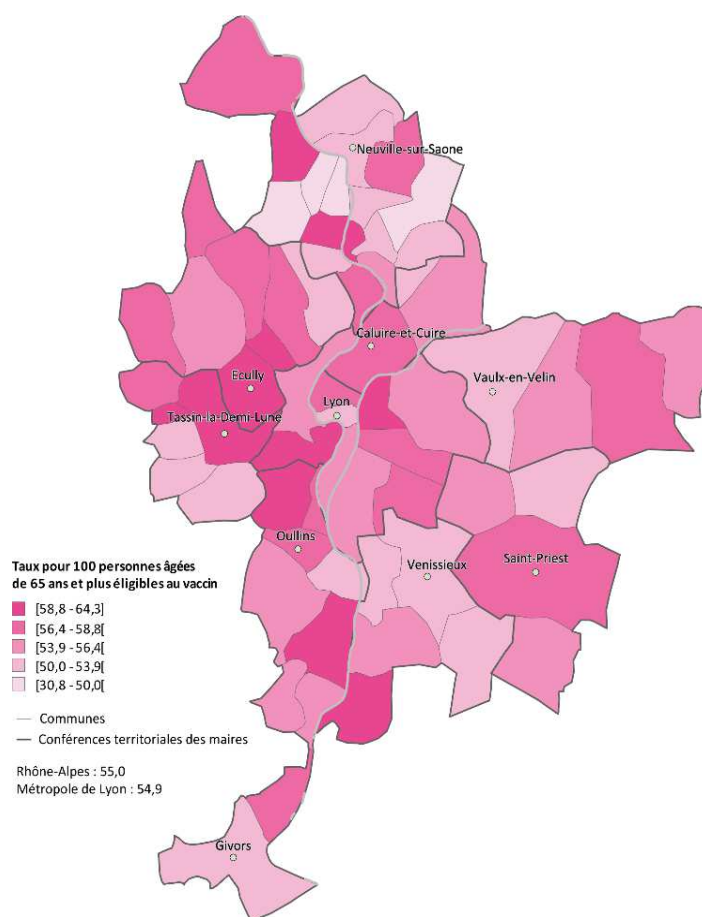 Neuville-sur-Saone
Caluire-et-Cuire
Ecully
Vaulx-en-Velin
Lyon
Tassin-la-Demi-Lune
Oullins
Venissieux
Saint-Priest
Taux pour 100 personnes âgées
de 65 ans et plus éligibles au vaccin
[58,8 - 64,3]
[56,4 - 58,8[
[53,9 - 56,4[
[50,0 - 53,9[
[30,8 - 50,0[
Communes
Conférences territoriales des maires
Rhône-Alpes : 55,0
Métropole de Lyon : 54,9
Givors